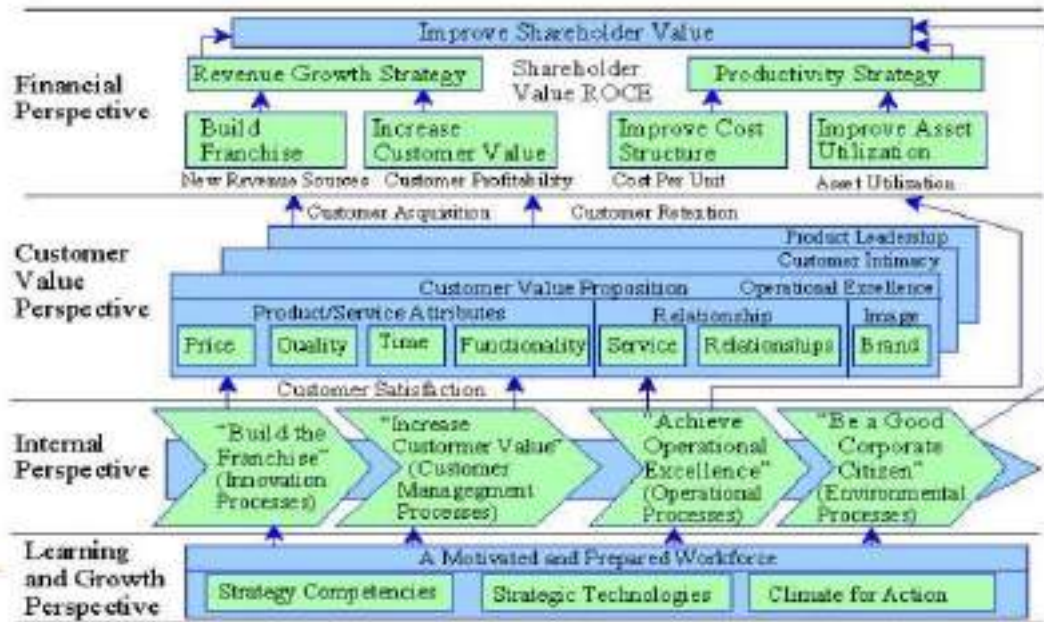 Improve Shareholder Value
Financial
Perspective
Revenue Growth Strategy
Shareholder
Value ROCE
Productivity Strategy
Build
Franchise
Increase
Customer Value
Improve Cost
Structure
Improve Asset
Utilization
New Revenue Sources
Customer Profitability
Cost Per Unit
Asset Utilization
Customer Acquisition
Customer Retention
Customer
Value
Perspective
Product Leadership
Customer Intimacy
Customer Value Proposition
Operational Excellence
Product/Service Attributes
Relationship
Image
Price
Quality
Time
Functionality
Service
Relationships
Brand
Customer Satisfaction
Internal
Perspective
"Build the
Franchise"
(Innovation
Processes)
"Increase
Custormer Value"
(Customer
Managegment
Processes)
"Achieve
Operational
Excellence"
(Operational
Processes)
"Be a Good
Corporate
Citizen"
(Environmental
Processes)
Learning
and Growth
Perspective
A Motivated and Prepared Workforce
Strategy Competencies
Strategic Technologies
Climate for Action